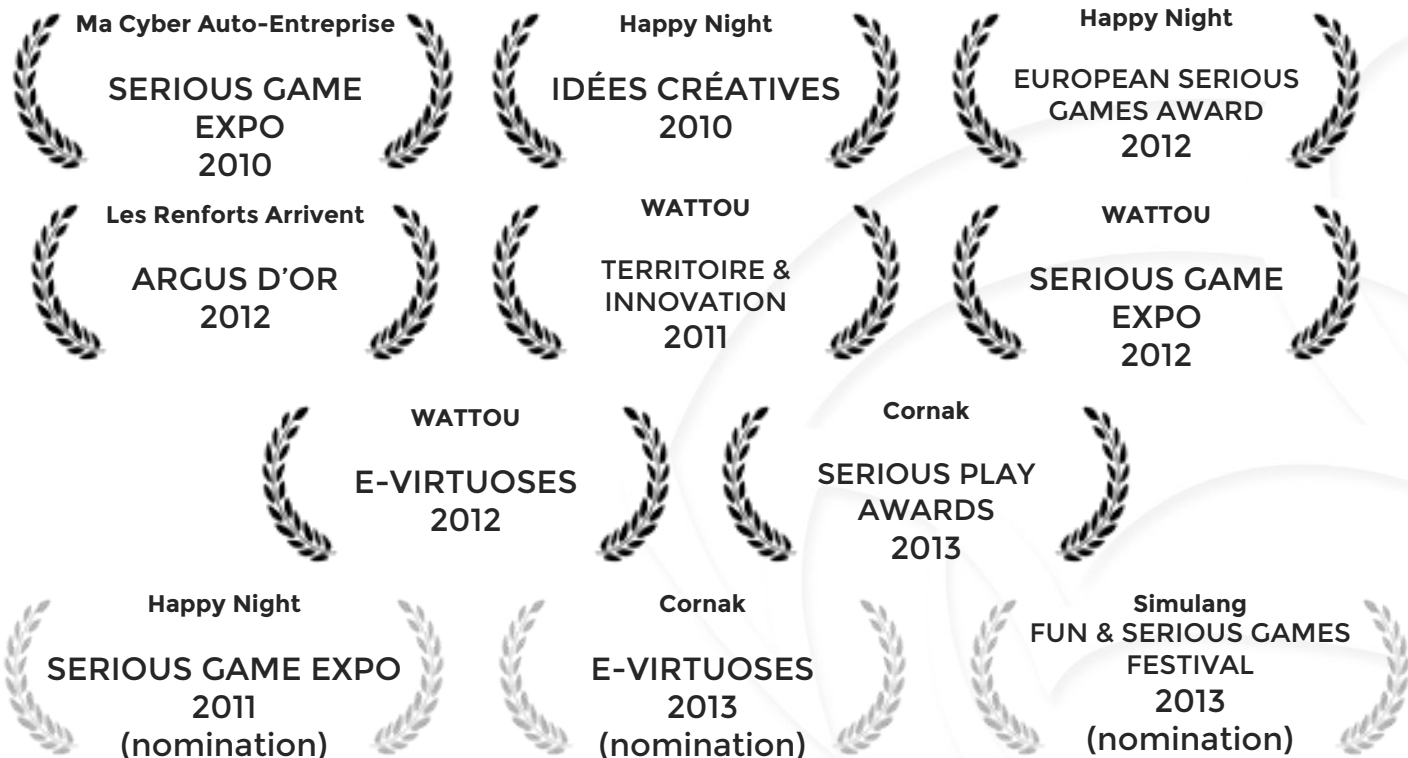 Ma Cyber Auto-Entreprise
SERIOUS GAME
EXPO
2010
Happy Night
IDÉES CRÉATIVES
2010
Happy Night
EUROPEAN SERIOUS
GAMES AWARD
2012
Les Renforts Arrivent
ARGUS D’OR
2012
WATTOU
TERRITOIRE &
INNOVATION
2011
WATTOU
SERIOUS GAME
EXPO
2012
WATTOU
E-VIRTUOSES
2012
Cornak
SERIOUS PLAY
AWARDS
2013
Happy Night
SERIOUS GAME EXPO
2011
(nomination)
Cornak
E-VIRTUOSES
2013
(nomination)
Simulang
FUN & SERIOUS GAMES
FESTIVAL
2013
(nomination)